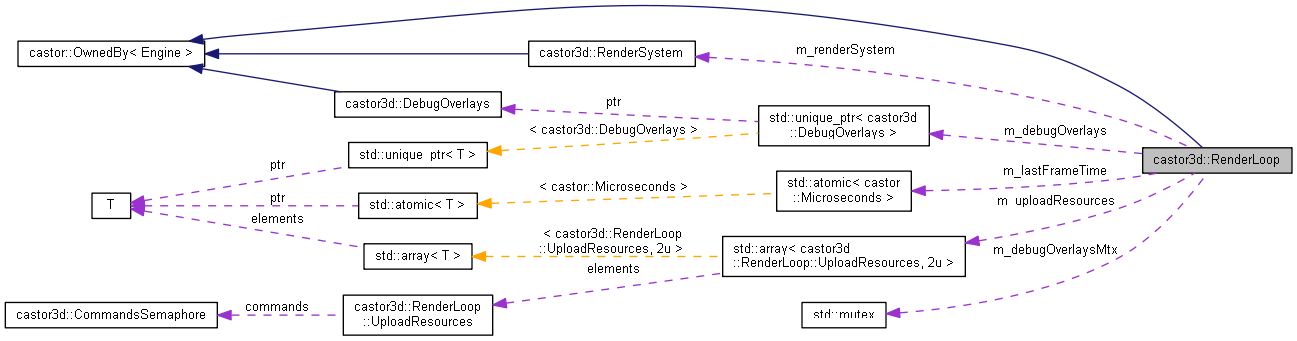 castor::OwnedBy< Engine >
castor3d::RenderSystem
m_renderSystem
castor3d::DebugOverlays
ptr
std::unique_ptr< castor3d
::DebugOverlays >
m_debugOverlays
< castor3d::DebugOverlays >
std::unique_ptr< T >
castor3d::RenderLoop
ptr
m_lastFrameTime
std::atomic< castor
::Microseconds >
< castor::Microseconds >
T
ptr
std::atomic< T >
m_uploadResources
elements
std::array< T >
< castor3d::RenderLoop
::UploadResources, 2u >
std::array< castor3d
::RenderLoop::UploadResources, 2u >
m_debugOverlaysMtx
elements
castor3d::CommandsSemaphore
commands
castor3d::RenderLoop
::UploadResources
std::mutex